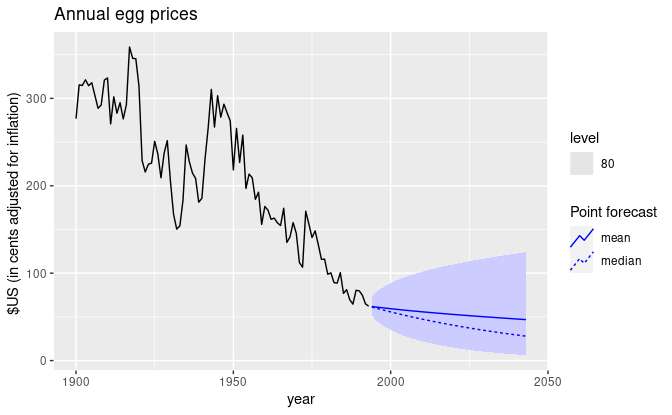 Annual egg prices
$US (in cents adjusted for inflation)
300
200
100
0
1900
1950
2000
2050
year
level
80
Point forecast
mean
median